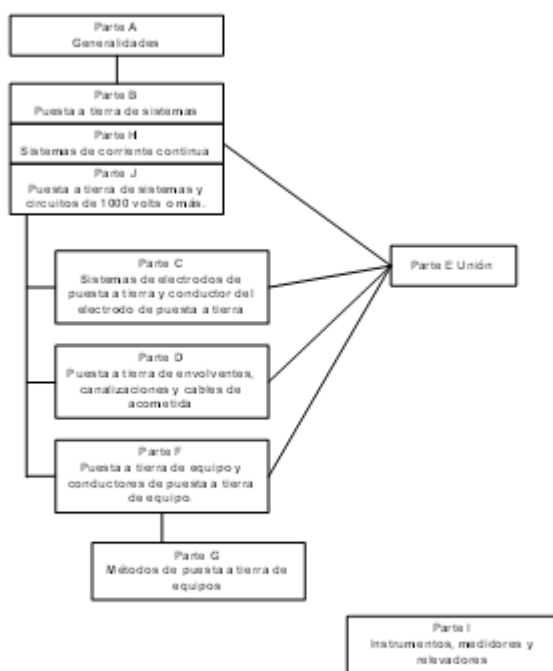 Parte A
Generalidades
Parte B
Puesta a tierra de sistemas
Parte H
Sistemas de corriente continua
Parte J
Puesta a tierra de sistemas y
circuitos de 1000 volts o más.
Parte C
Sistemas de electrodos de
puesta a tierra y conductor del
electrodo de puesta a tierra
Parte E Unión
Parte D
Puesta a tierra de envolventes,
canalizaciones y cables de
acometida
Parte F
Puesta a tierra de equipo y
conductores de puesta a tierra
de equipo.
Parte G
Métodos de puesta a tierra de
equipos
Parte I
Instrumentos, medidores y
relevadores